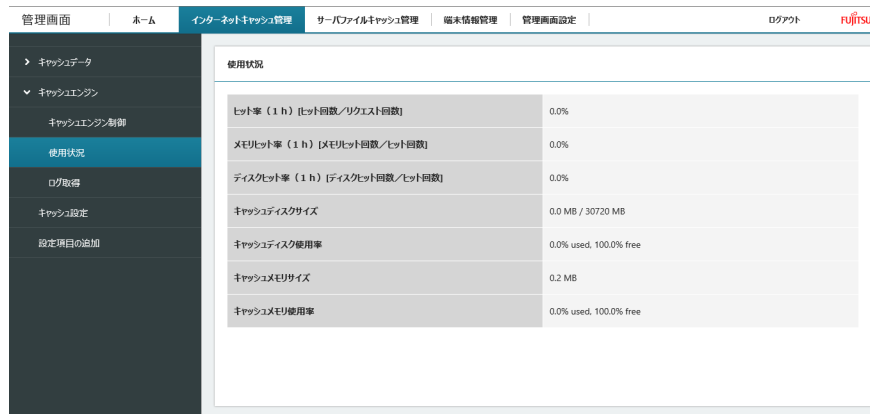 管理画面 ホーム インターネットキャッシュ管理 サーバファイルキャッシュ管理 端末情報管理 管理画面設定 ログアウト FUJITSU
キャッシュデータ
キャッシュエンジン
キャッシュエンジン制御
使用状況
ログ取得
キャッシュ設定
設定項目の追加
使用状況
ヒット率（1ｈ）[ヒット回数／リクエスト回数] 0.0%
メモリヒット率（1ｈ）[メモリヒット回数／ヒット回数] 0.0%
ディスクヒット率（1ｈ）[ディスクヒット回数／ヒット回数] 0.0%
キャッシュディスクサイズ 0.0 MB / 30720 MB
キャッシュディスク使用率 0.0% used, 100.0% free
キャッシュメモリサイズ 0.2 MB
キャッシュメモリ使用率 0.0% used, 100.0% free